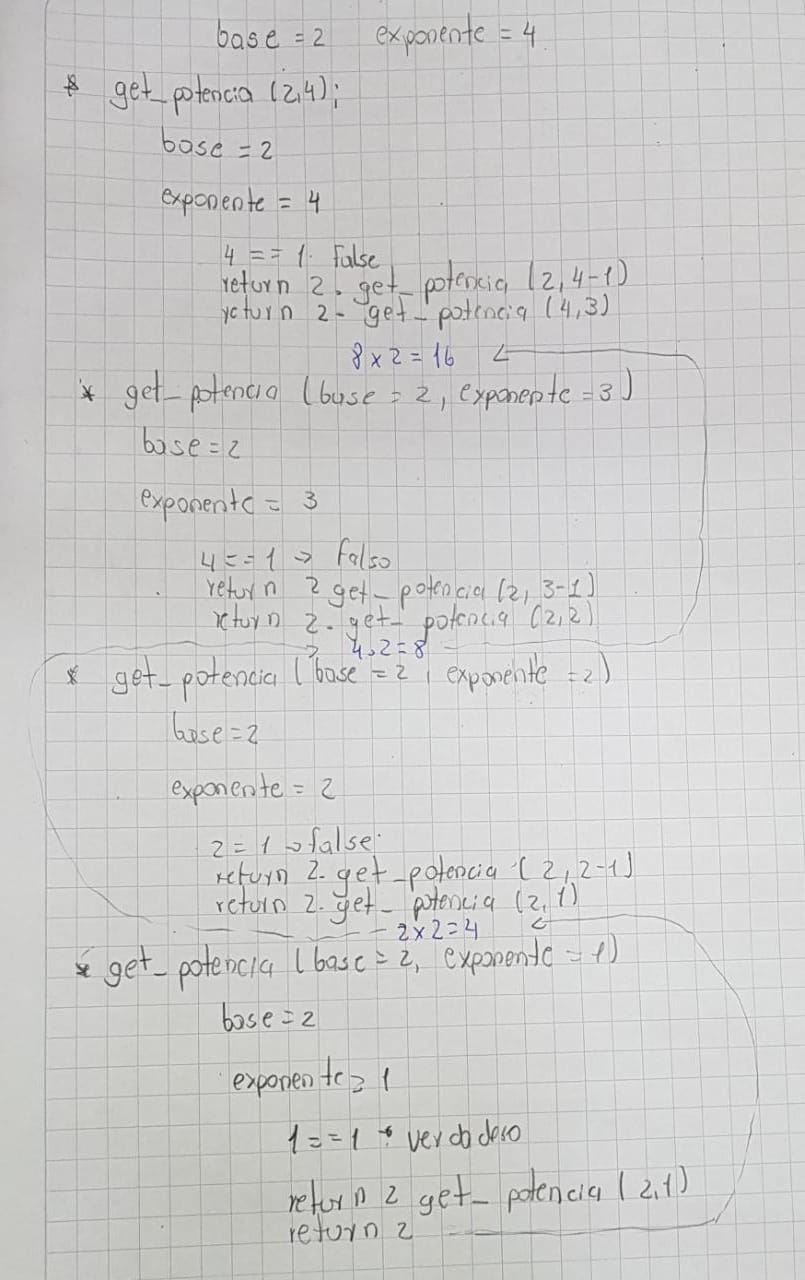 base = 2 exponente = 4
* get_potencia (2,4);
base = 2
exponente = 4
4 == 1. False
return 2. get_potencia (2, 4-1)
return 2- get_potencia (4,3)
8 x 2 = 16
* get_potencia (base = 2, exponente = 3)
base = 2
exponente = 3
4 == 1 → Falso
return 2 get_potencia (2, 3-1)
return 2. get_potencia (2,2)
4.2=8
* get_potencia (base = 2, exponente = 2)
base = 2
exponente = 2
2 = 1 → false.
return 2. get_potencia (2, 2-1)
return 2. get_potencia (2,1)
2x2=4
* get_potencia (base = 2, exponente = 1)
base = 2
exponente = 1
1 == 1 : verdadero
return 2 get_potencia (2,1)
return 2